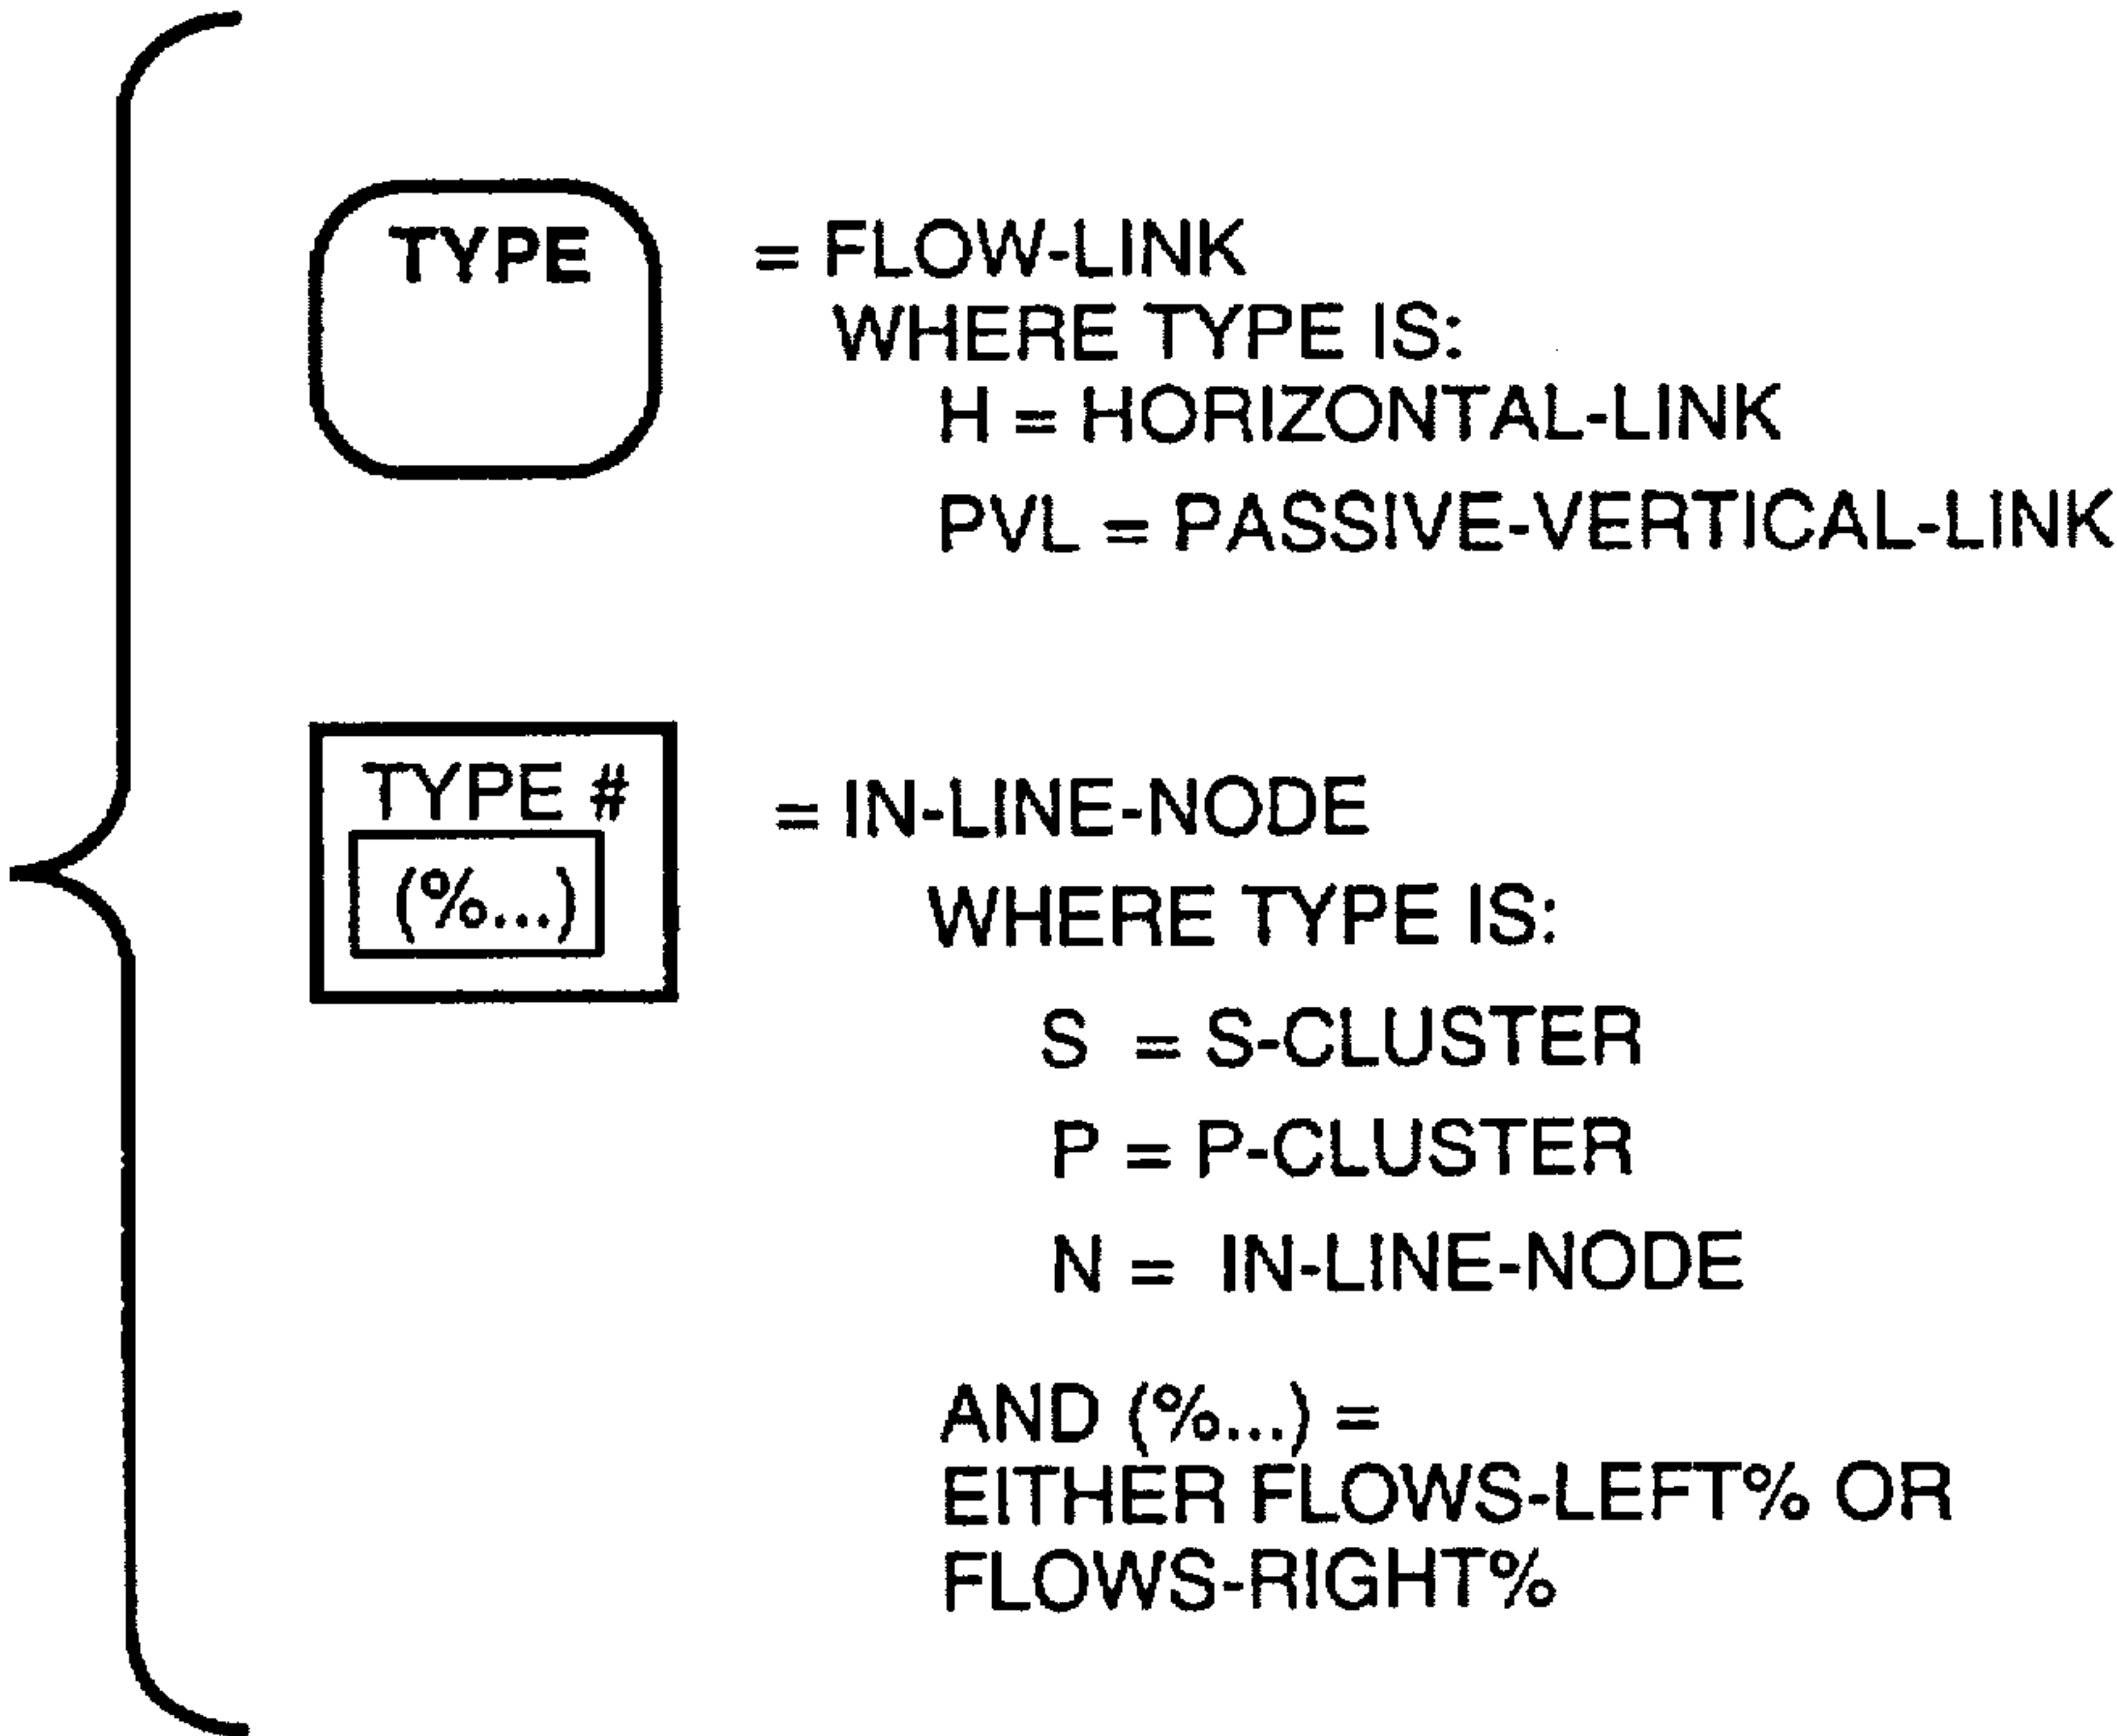 TYPE
= FLOW-LINK
WHERE TYPE IS:
H = HORIZONTAL-LINK
PVL = PASSIVE-VERTICAL-LINK
TYPE #
(%...)
= IN-LINE-NODE
WHERE TYPE IS:
S = S-CLUSTER
P = P-CLUSTER
N = IN-LINE-NODE
AND (%...) =
EITHER FLOWS-LEFT% OR
FLOWS-RIGHT%